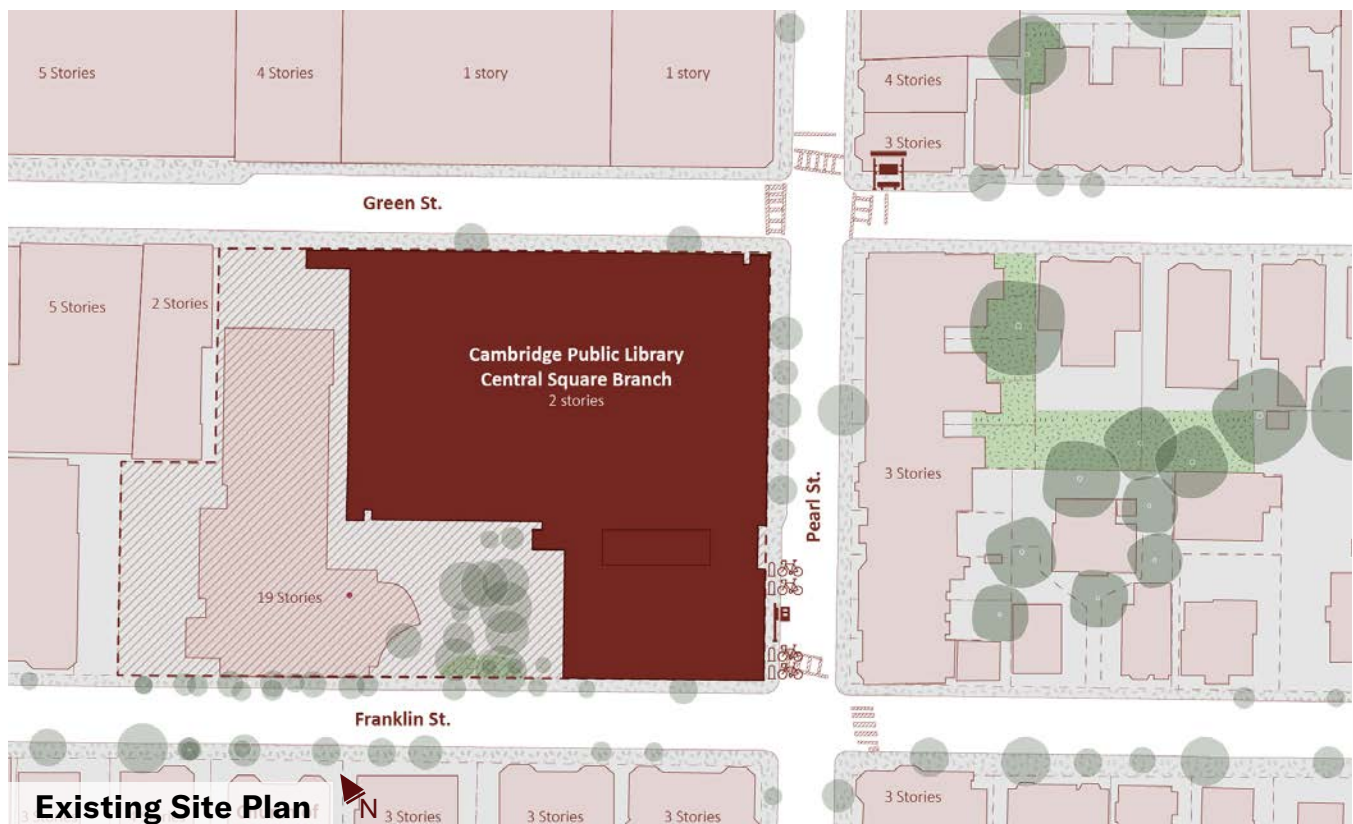 5 Stories
4 Stories
1 story
1 story
4 Stories
3 Stories
Green St.
5 Stories
2 Stories
Cambridge Public Library
Central Square Branch
2 stories
3 Stories
Pearl St.
19 Stories
Franklin St.
Existing Site Plan
N
3 Stories
3 Stories
3 Stories
3 Stories